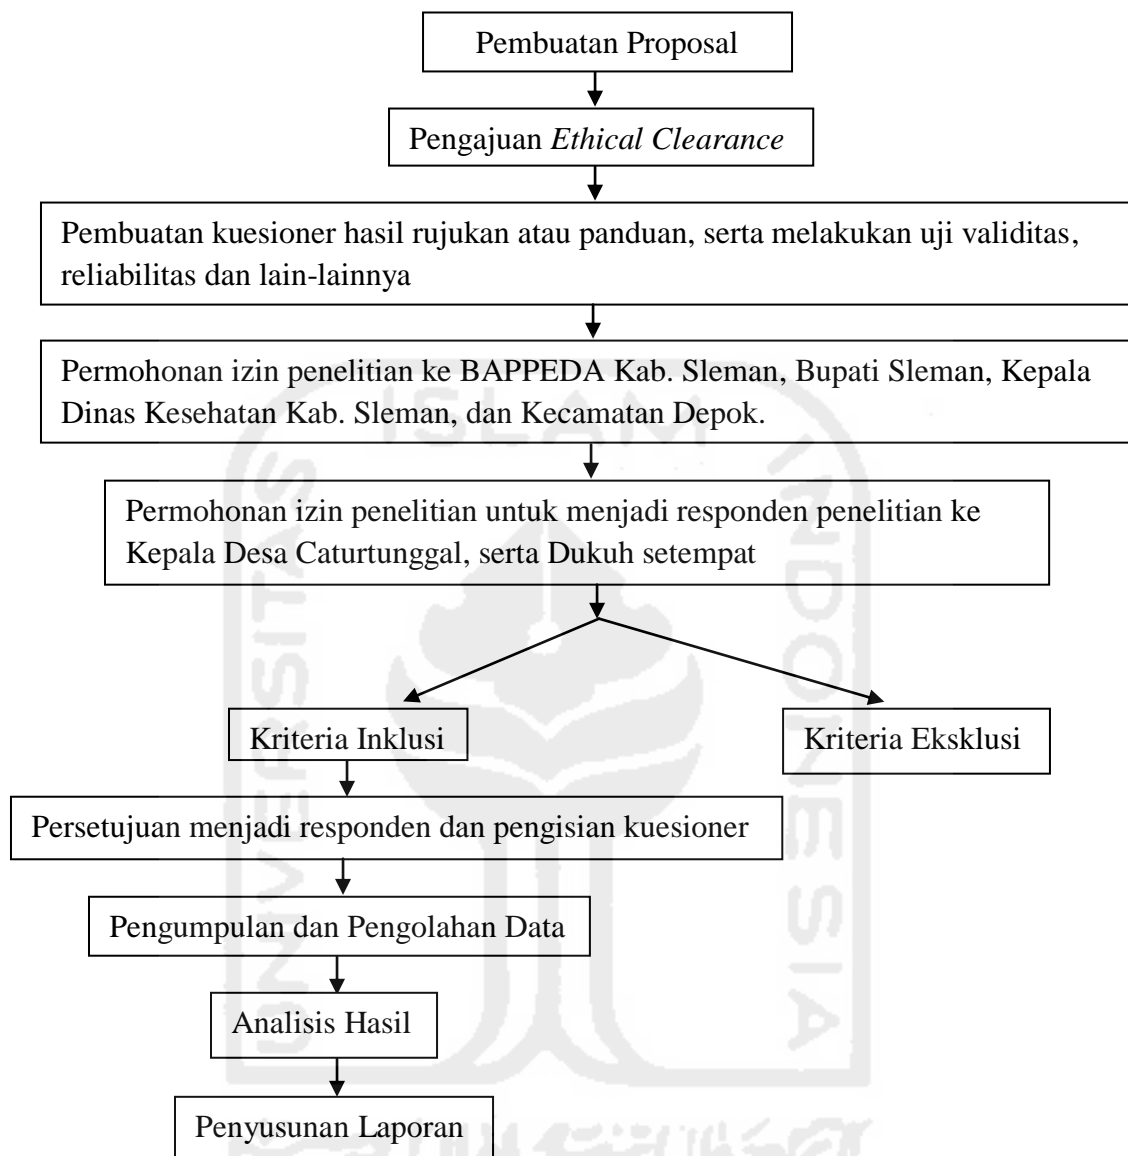 Pembuatan Proposal
Pengajuan Ethical Clearance
Pembuatan kuesioner hasil rujukan atau panduan, serta melakukan uji validitas,
reliabilitas dan lain-lainnya
Permohonan izin penelitian ke BAPPEDA Kab. Sleman, Bupati Sleman, Kepala
Dinas Kesehatan Kab. Sleman, dan Kecamatan Depok.
Permohonan izin penelitian untuk menjadi responden penelitian ke
Kepala Desa Caturtunggal, serta Dukuh setempat
Kriteria Inklusi
Kriteria Eksklusi
Persetujuan menjadi responden dan pengisian kuesioner
Pengumpulan dan Pengolahan Data
Analisis Hasil
Penyusunan Laporan
UNIVERSITAS
ISLAM
INDONESIA